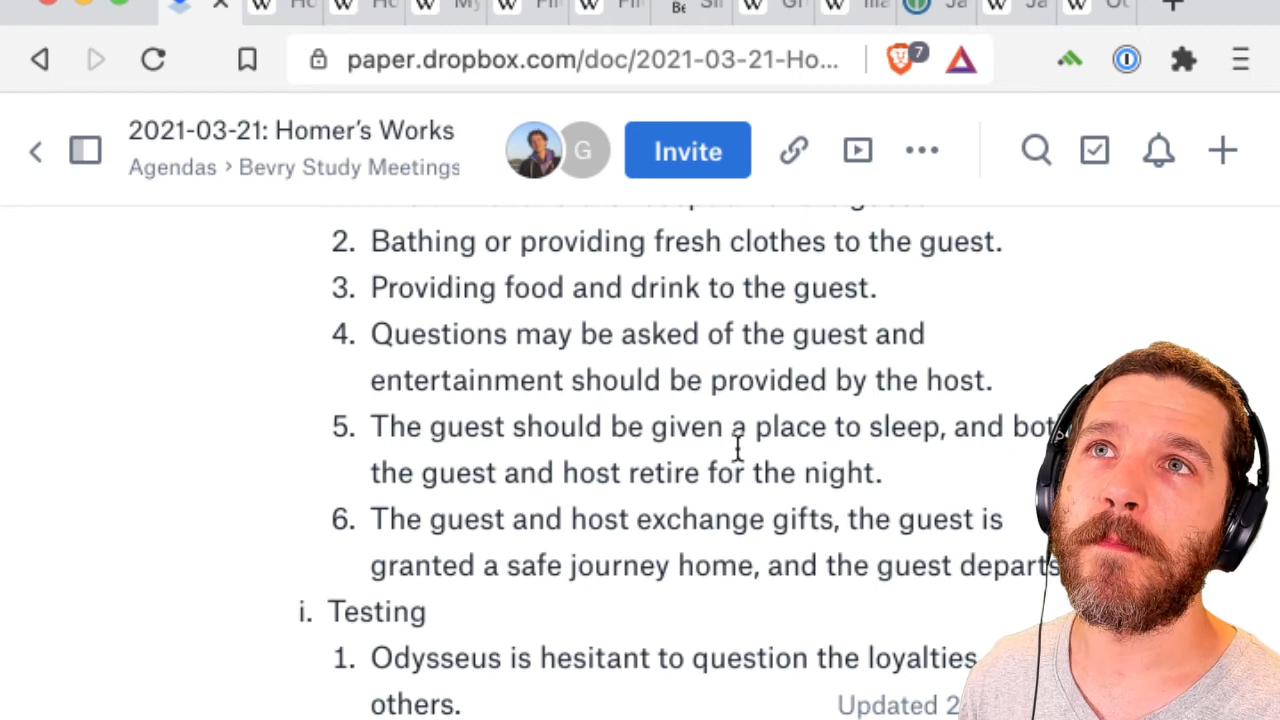 My
paper.dropbox.com/doc/2021-03-21-Ho...
7
2021-03-21: Homer's Works
Agendas > Bevry Study Meetings
G
Invite
2. Bathing or providing fresh clothes to the guest.
3. Providing food and drink to the guest.
4. Questions may be asked of the guest and
entertainment should be provided by the host.
5. The guest should be given a place to sleep, and
the guest and host retire for the night.
6. The guest and host exchange gifts, the guest is
granted a safe journey home, and the guest departs
i. Testing
1. Odysseus is hesitant to question the loyalties
others.
Updated 2